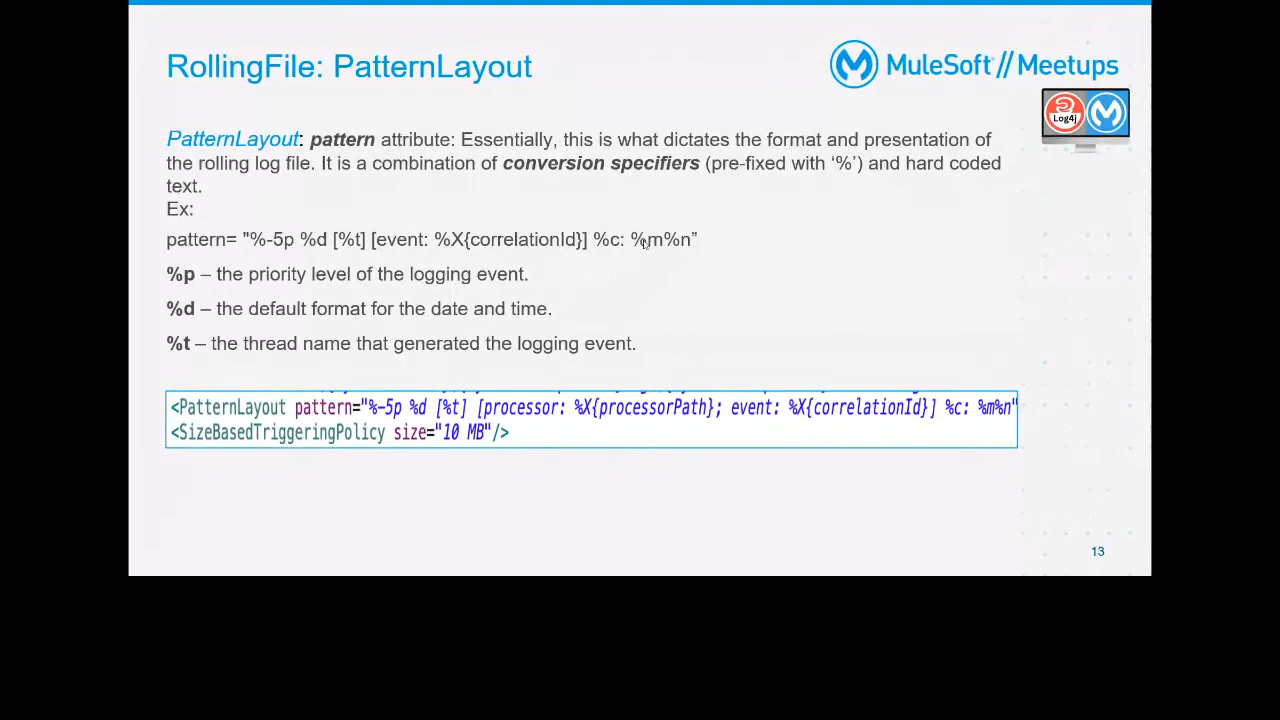 RollingFile: PatternLayout
MuleSoft // Meetups
Log4j
PatternLayout: pattern attribute: Essentially, this is what dictates the format and presentation of
the rolling log file. It is a combination of conversion specifiers (pre-fixed with ‘%’) and hard coded
text.
Ex:
pattern= "%-5p %d [%t] [event: %X{correlationId}] %c: %m%n”
%p – the priority level of the logging event.
%d – the default format for the date and time.
%t – the thread name that generated the logging event.
<PatternLayout pattern="%-5p %d [%t] [processor: %X{processorPath}; event: %X{correlationId}] %c: %m%n"
<SizeBasedTriggeringPolicy size="10 MB"/>
13